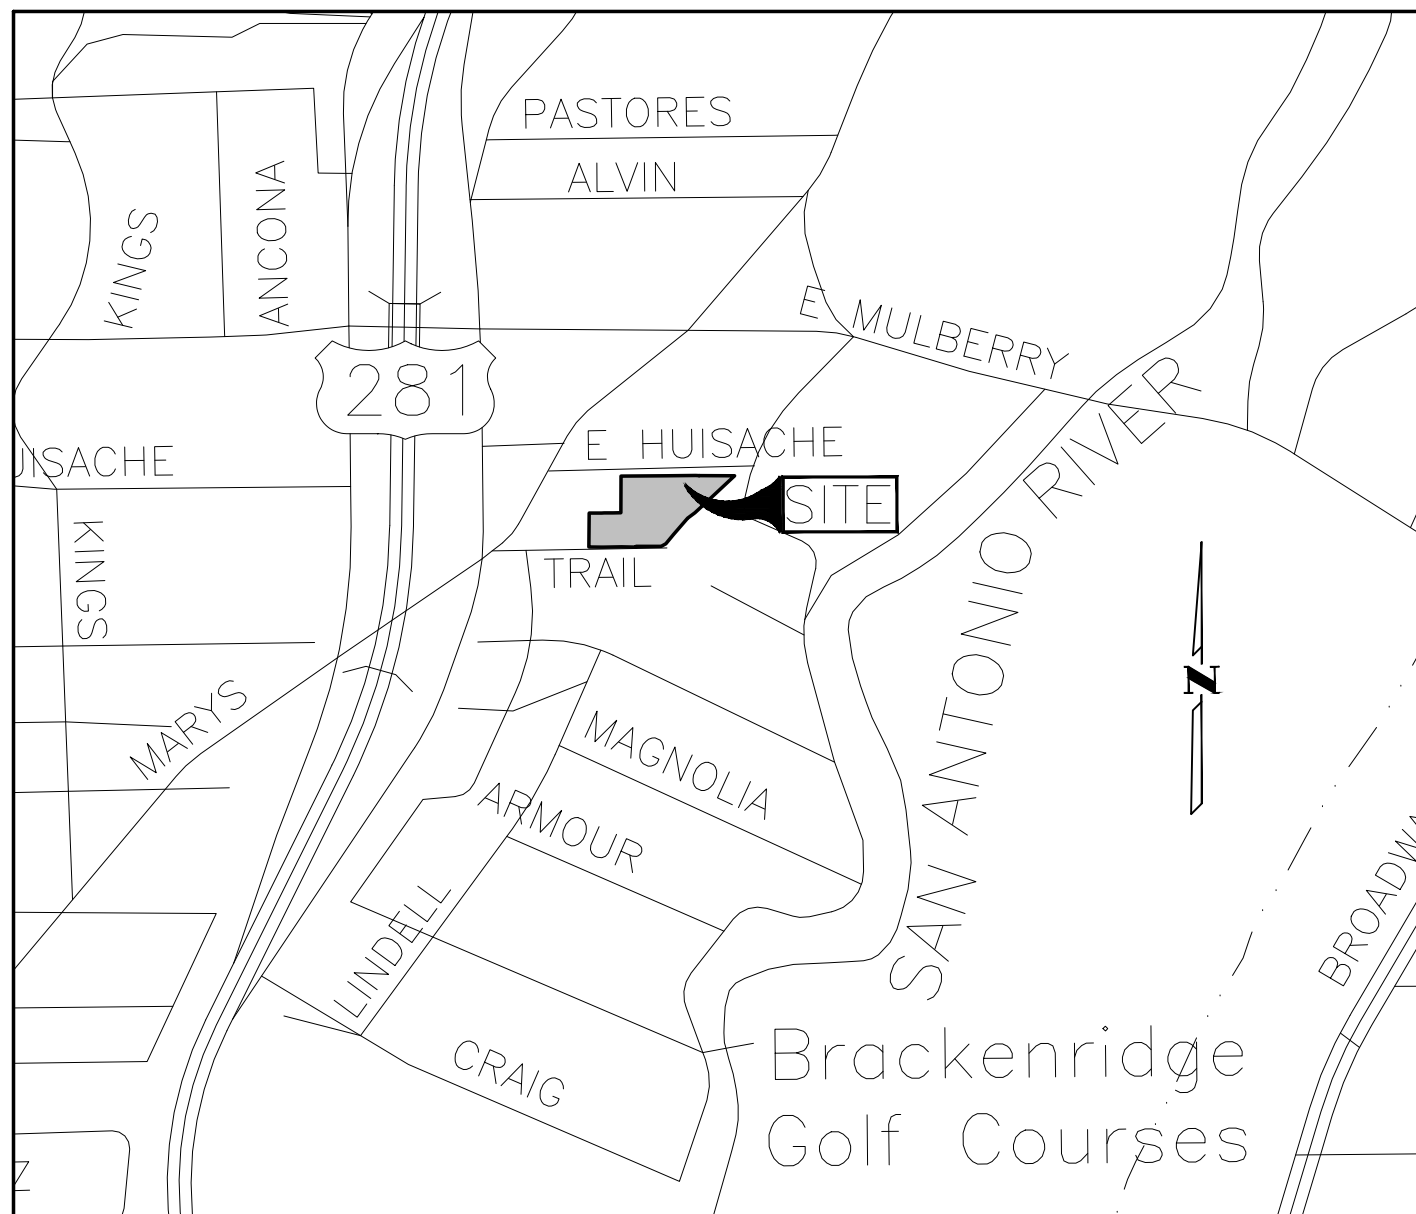 PASTORES
ALVIN
KINGS
ANCONA
E MULBERRY
281
E HUISACHE
UISACHE
SITE
SAN ANTONIO RIVER
KINGS
TRAIL
N
MARYS
MAGNOLIA
ARMOUR
BROADWA
LINDELL
CRAIG
Brackenridge
Golf Courses
Z